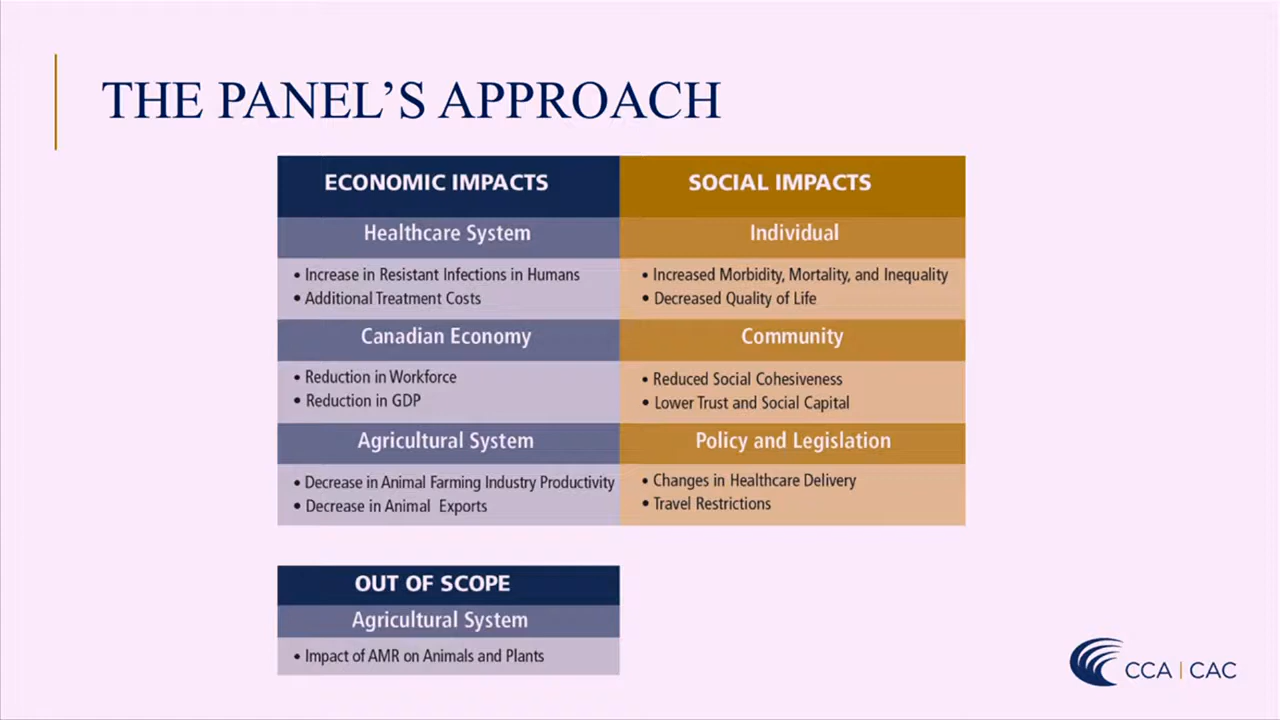 THE PANEL'S APPROACH
ECONOMIC IMPACTS
Healthcare System
• Increase in Resistant Infections in Humans
• Additional Treatment Costs
Canadian Economy
• Reduction in Workforce
• Reduction in GDP
Agricultural System
• Decrease in Animal Farming Industry Productivity
• Decrease in Animal Exports
SOCIAL IMPACTS
Individual
• Increased Morbidity, Mortality, and Inequality
• Decreased Quality of Life
Community
• Reduced Social Cohesiveness
• Lower Trust and Social Capital
Policy and Legislation
• Changes in Healthcare Delivery
• Travel Restrictions
OUT OF SCOPE
Agricultural System
• Impact of AMR on Animals and Plants
CCA | CAC